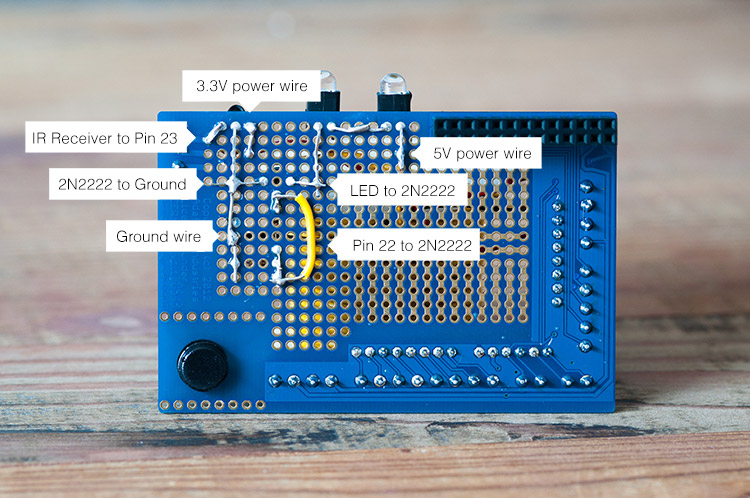 3.3V power wire
IR Receiver to Pin 23
5V power wire
2N2222 to Ground
LED to 2N2222
Ground wire
Pin 22 to 2N2222